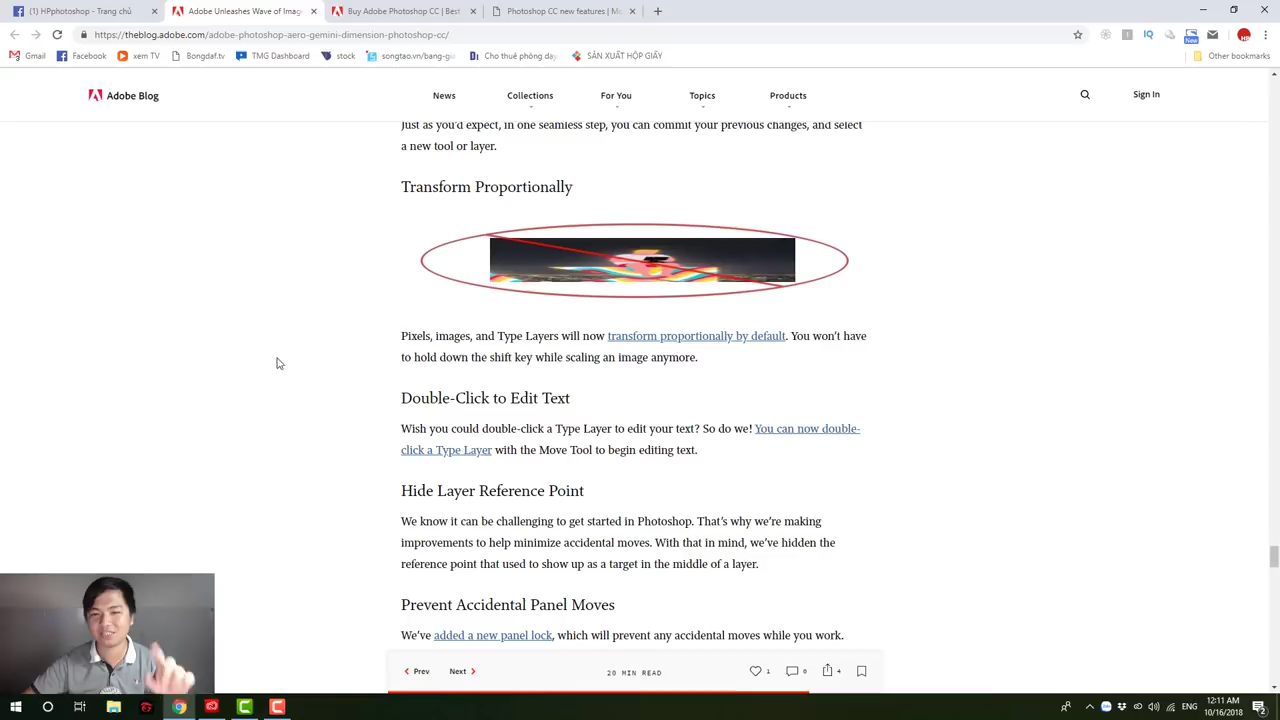 (1) HPphotoshop - Trang chủ
Adobe Unleashes Wave of Imag
Buy Adobe Photoshop CC | Best
Photoshop CC new features | Mo
https://theblog.adobe.com/adobe-photoshop-aero-gemini-dimension-photoshop-cc/
IQ
New
Gmail
Facebook
xem TV
Bongdaf.tv
TMG Dashboard
stock
songtao.vn/bang-gia
Cho thuê phòng dạy
SẢN XUẤT HỘP GIẤY
Other bookmarks
Adobe Blog
News
Collections
For You
Topics
Products
Sign In
Just as you'd expect, in one seamless step, you can commit your previous changes, and select
a new tool or layer.
Transform Proportionally
Pixels, images, and Type Layers will now transform proportionally by default. You won't have
to hold down the shift key while scaling an image anymore.
Double-Click to Edit Text
Wish you could double-click a Type Layer to edit your text? So do we! You can now double-
click a Type Layer with the Move Tool to begin editing text.
Hide Layer Reference Point
We know it can be challenging to get started in Photoshop. That's why we're making
improvements to help minimize accidental moves. With that in mind, we've hidden the
reference point that used to show up as a target in the middle of a layer.
Prevent Accidental Panel Moves
We've added a new panel lock, which will prevent any accidental moves while you work.
Prev
Next
20 MIN READ
1
0
4
ENG
12:11 AM
10/16/2018
2